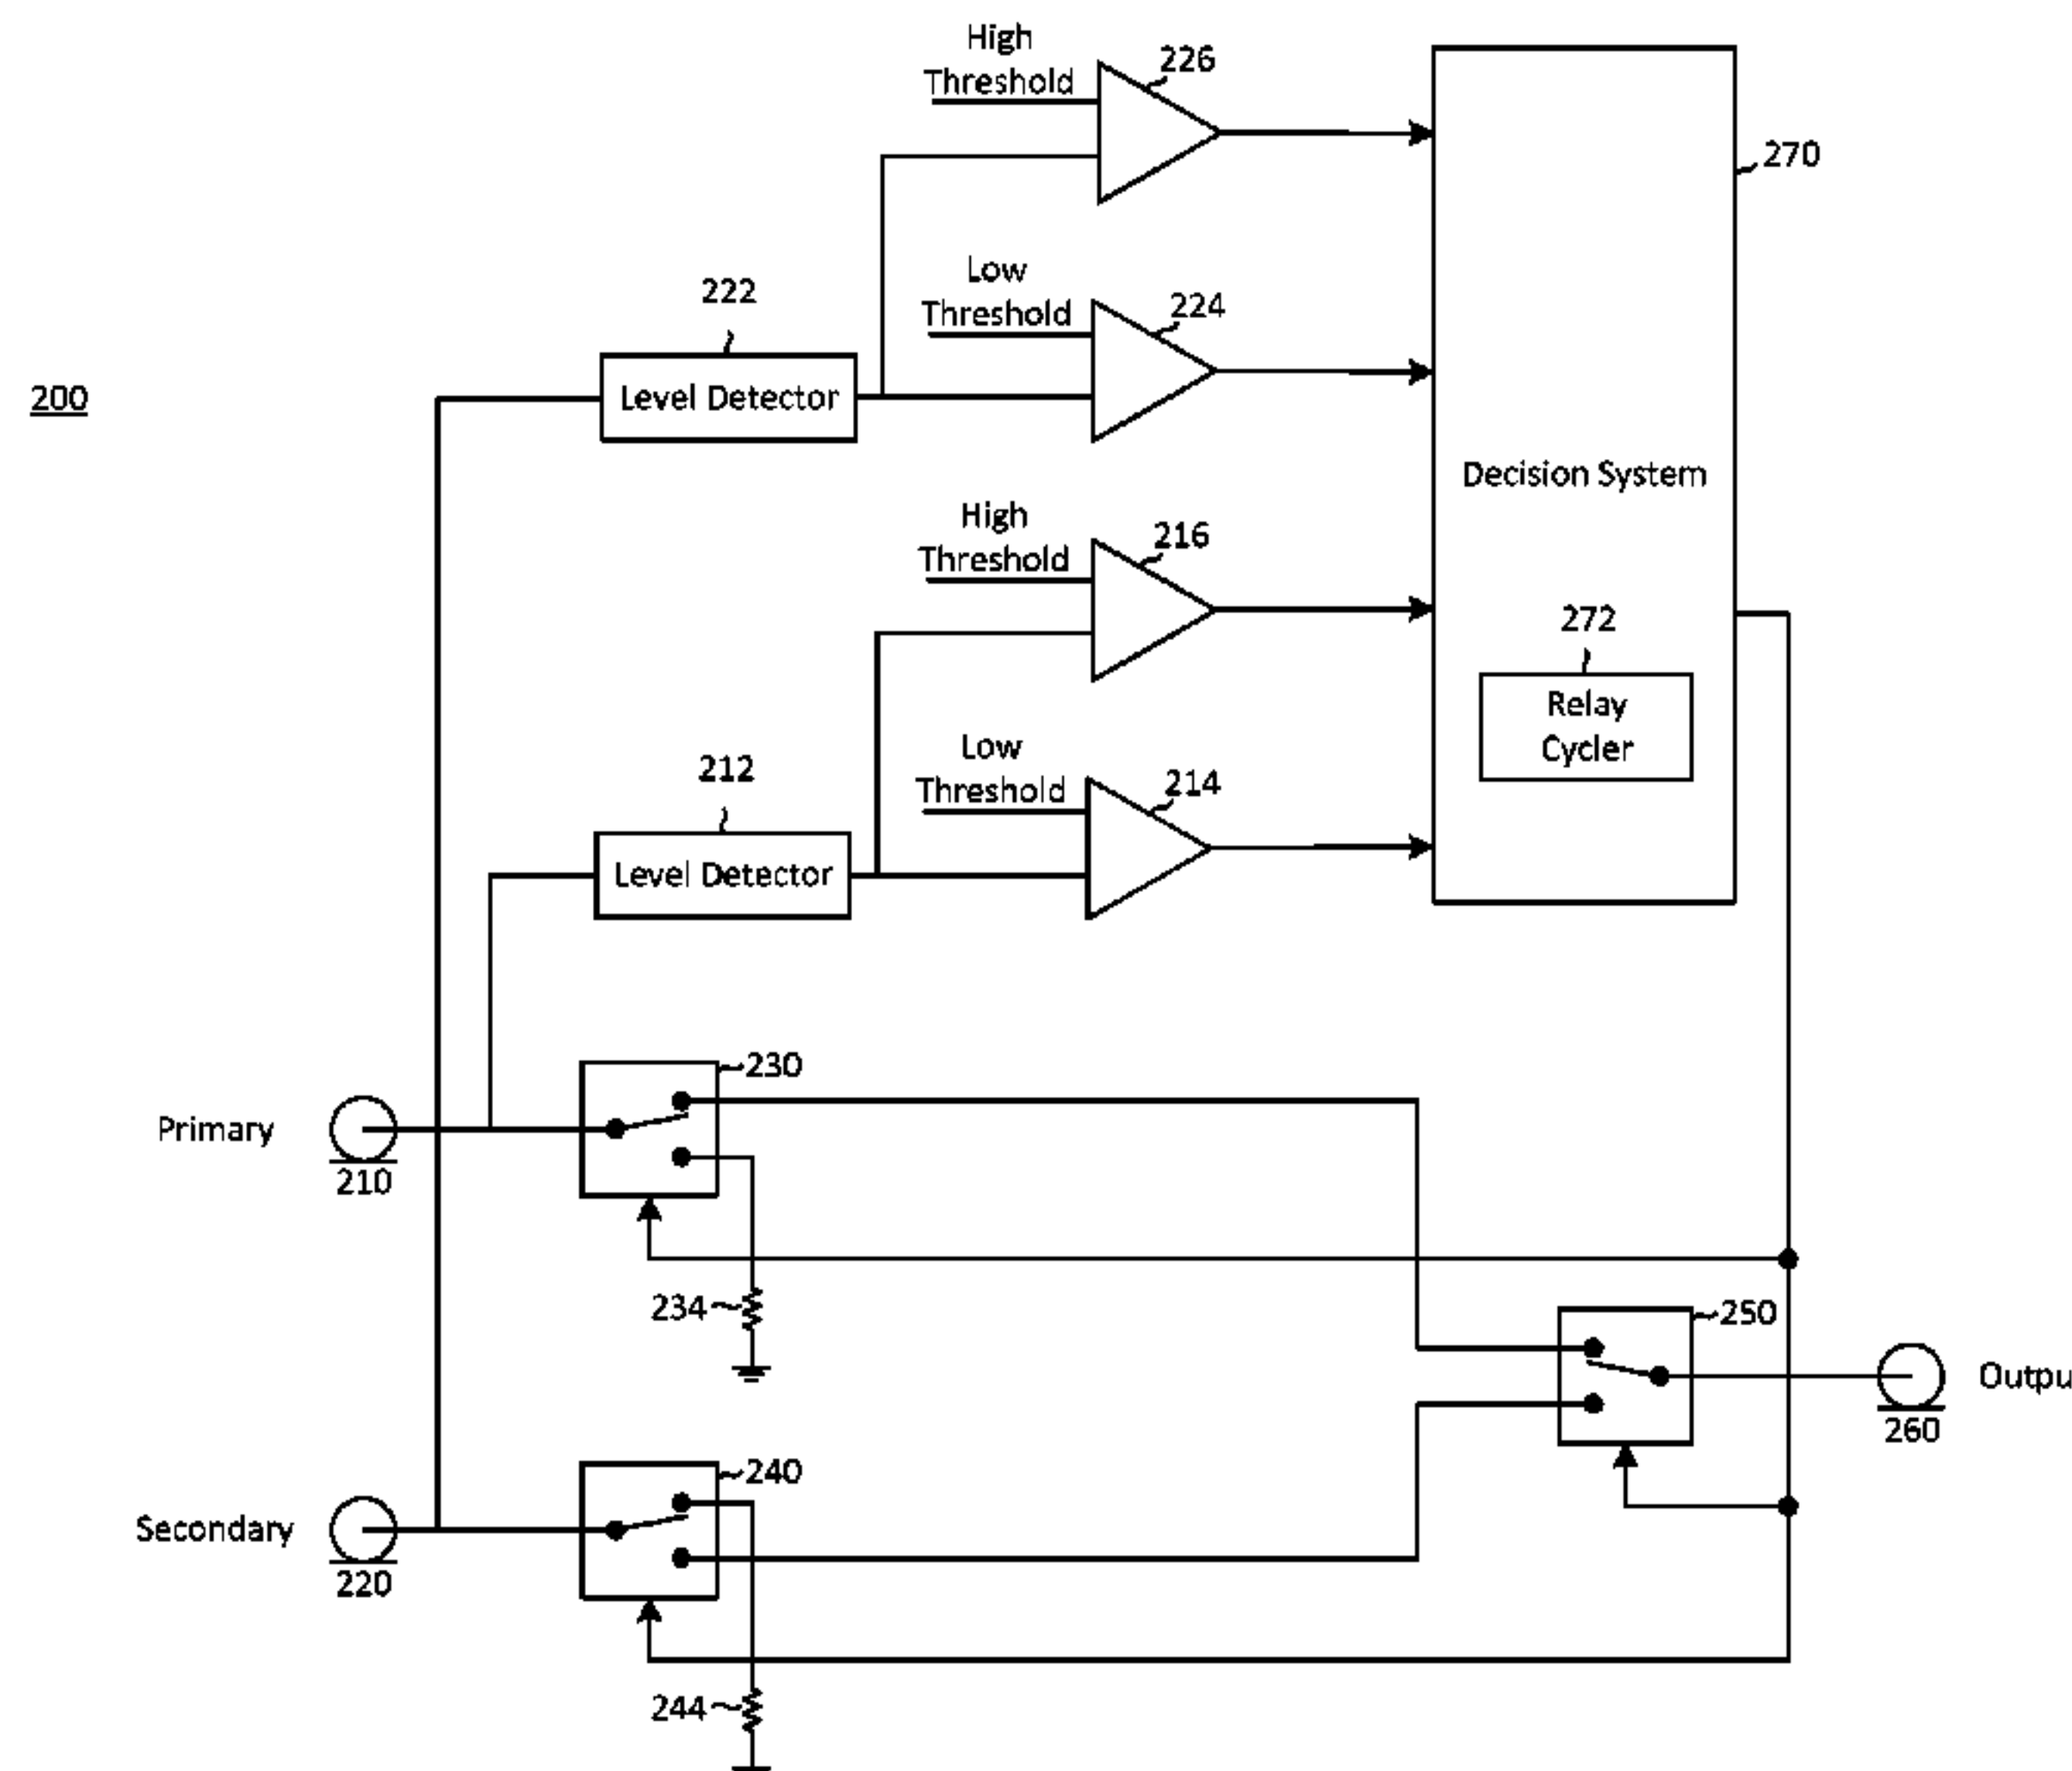 High
Threshold
226
270
Low
Threshold
224
222
Level Detector
200
Decision System
High
Threshold
216
272
Relay
Cycler
Low
Threshold
214
212
Level Detector
230
Primary
210
234
250
Outpu
260
240
Secondary
220
244